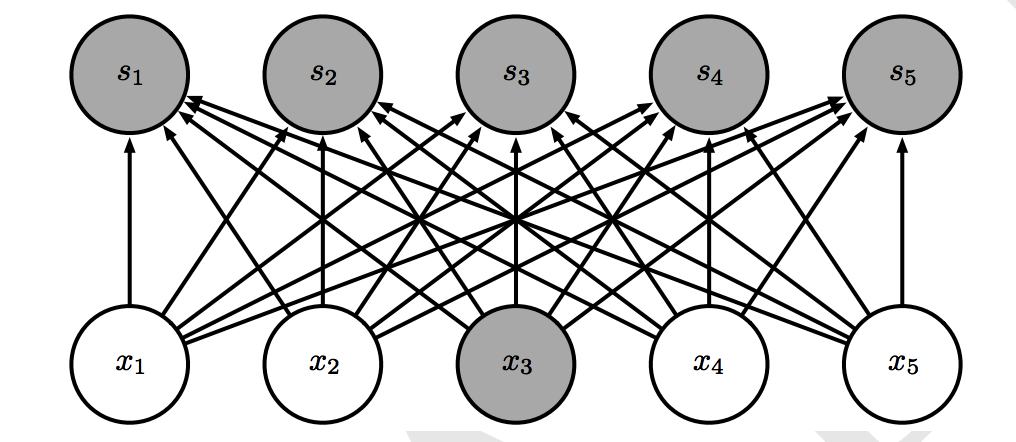 s₁ s₂ s₃ s₄ s₅
x₁ x₂ x₃ x₄ x₅